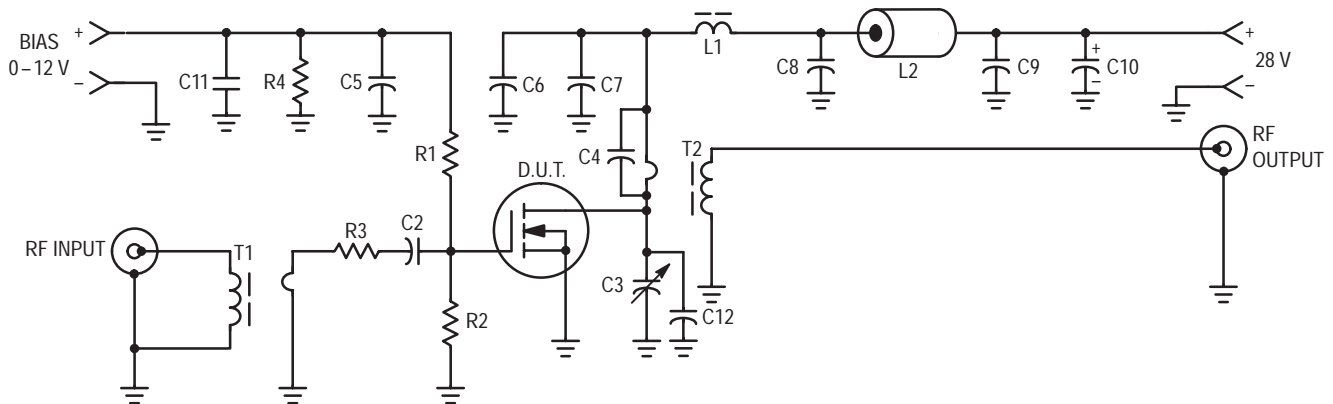 +
BIAS
0–12 V
–
C11
R4
C5
C6
C7
L1
C8
L2
C9
+
C10
–
+
28 V
–
R1
C4
T2
RF
OUTPUT
D.U.T.
RF INPUT
T1
R3
C2
C3
C12
R2